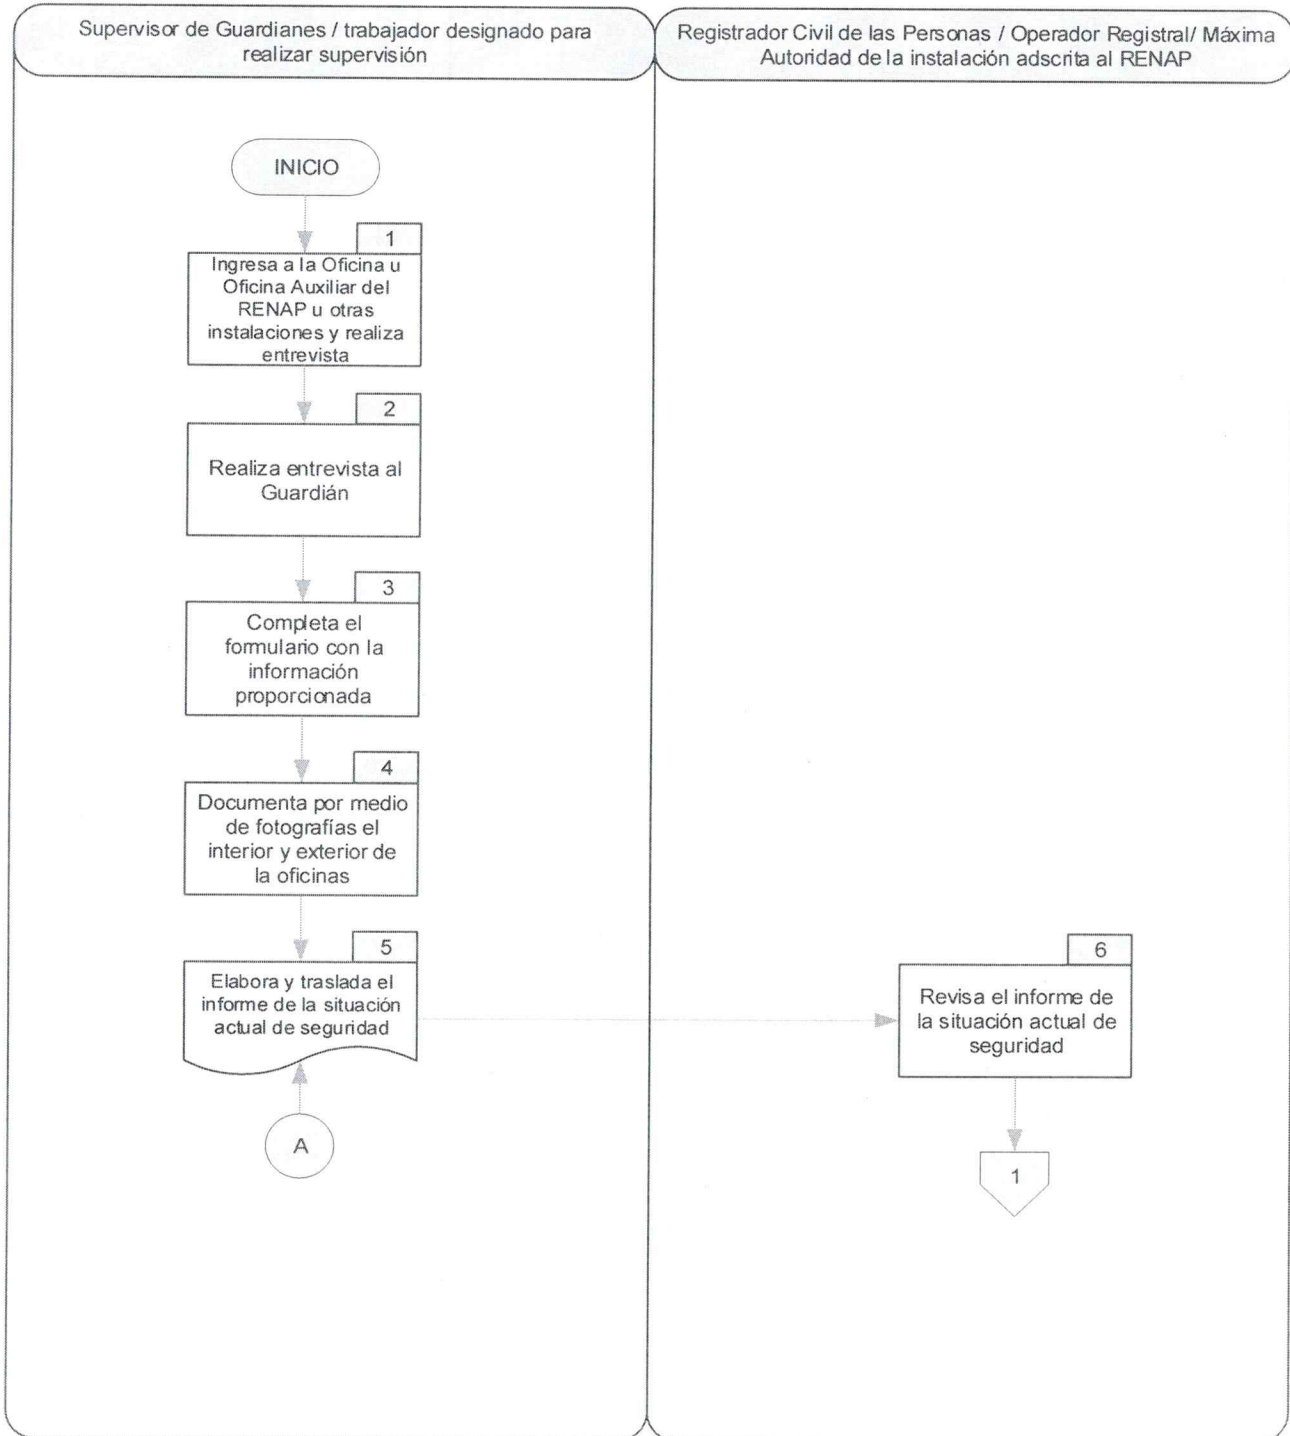 Supervisor de Guardianes / trabajador designado para
realizar supervisión
Registrador Civil de las Personas / Operador Registral/ Máxima
Autoridad de la instalación adscrita al RENAP
INICIO
1
Ingresa a la Oficina u
Oficina Auxiliar del
RENAP u otras
instalaciones y realiza
entrevista
2
Realiza entrevista al
Guardián
3
Completa el
formulario con la
información
proporcionada
4
Documenta por medio
de fotografías el
interior y exterior de
la oficinas
5
Elabora y traslada el
informe de la situación
actual de seguridad
6
Revisa el informe de
la situación actual de
seguridad
A
1